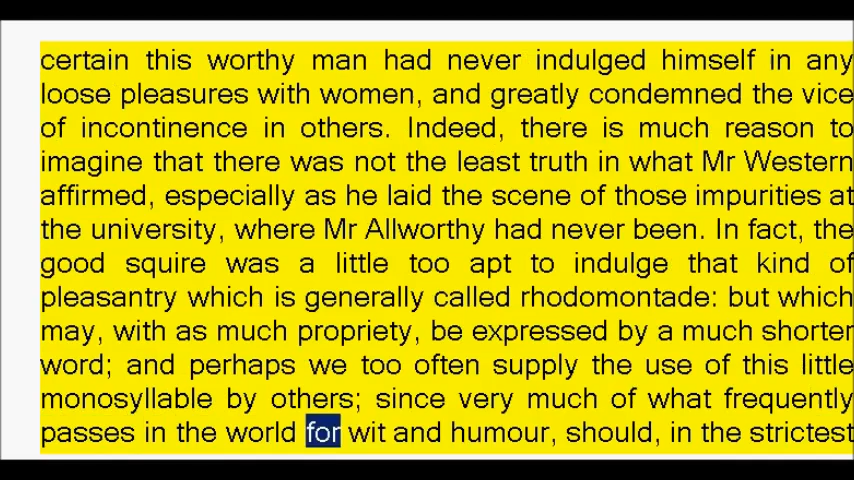 certain this worthy man had never indulged himself in any
loose pleasures with women, and greatly condemned the vice
of incontinence in others. Indeed, there is much reason to
imagine that there was not the least truth in what Mr Western
affirmed, especially as he laid the scene of those impurities at
the university, where Mr Allworthy had never been. In fact, the
good squire was a little too apt to indulge that kind of
pleasantry which is generally called rhodomontade: but which
may, with as much propriety, be expressed by a much shorter
word; and perhaps we too often supply the use of this little
monosyllable by others; since very much of what frequently
passes in the world for wit and humour, should, in the strictest